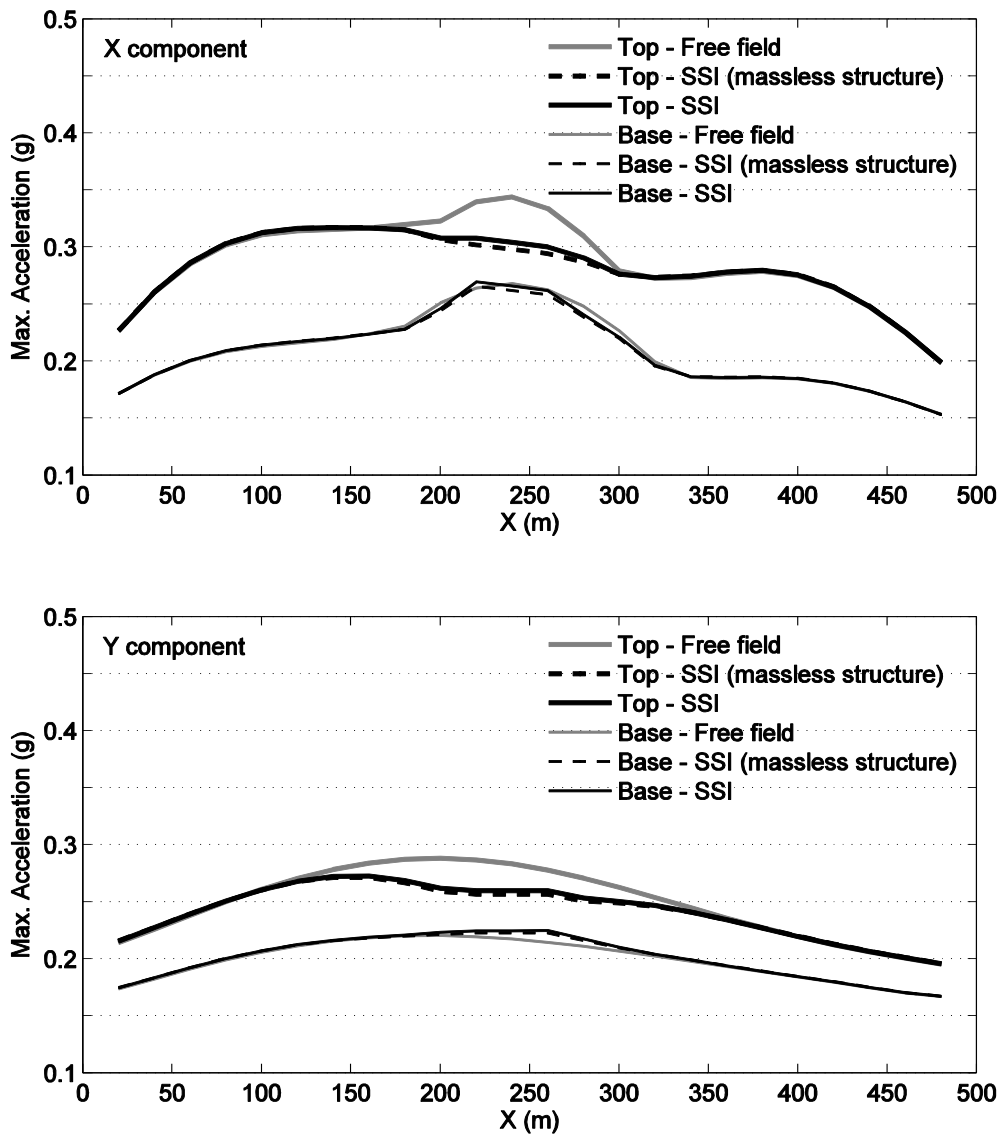 0.5
X component
Top - Free field
Top - SSI (massless structure)
Top - SSI
Base - Free field
Base - SSI (massless structure)
Base - SSI
0.4
0.3
0.2
0.1
Max. Acceleration (g)
0 50 100 150 200 250 300 350 400 450 500
X (m)
0.5
Y component
Top - Free field
Top - SSI (massless structure)
Top - SSI
Base - Free field
Base - SSI (massless structure)
Base - SSI
0.4
0.3
0.2
0.1
Max. Acceleration (g)
0 50 100 150 200 250 300 350 400 450 500
X (m)